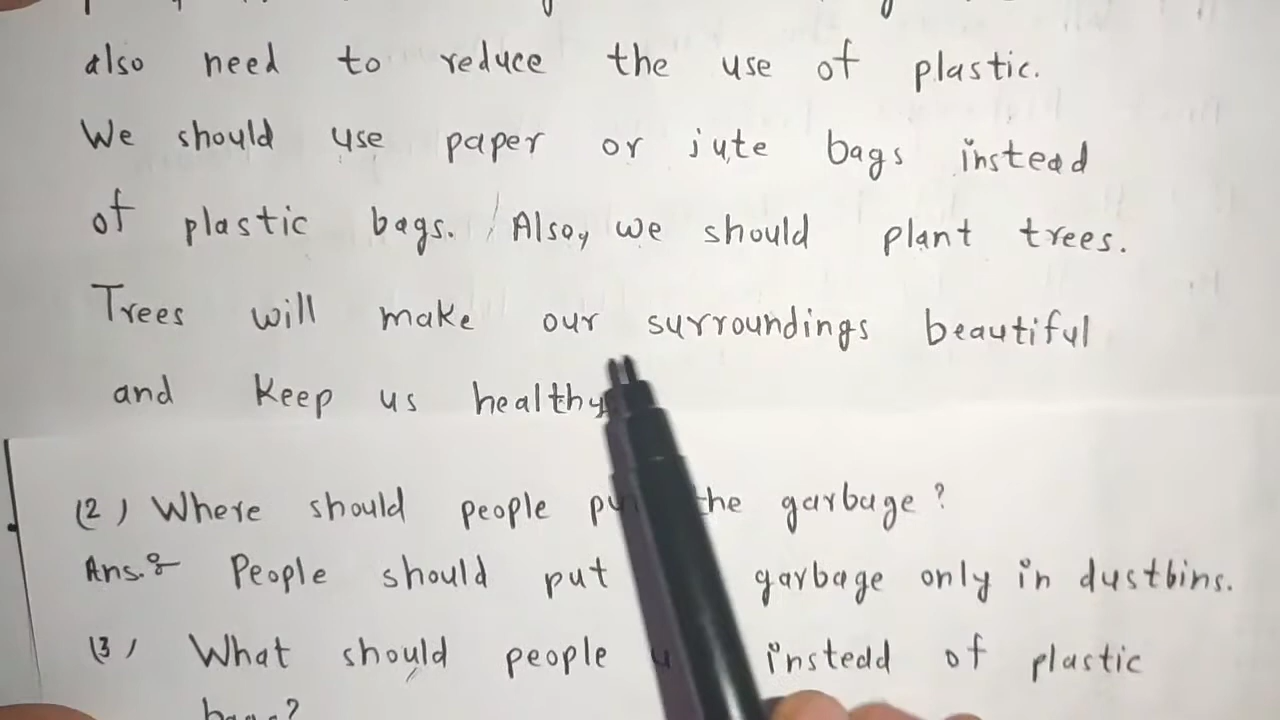 also need to reduce the use of plastic.
We should use paper or jute bags instead
of plastic bags. Also, we should plant trees.
Trees will make our surroundings beautiful
and keep us healthy
(2) Where should people the garbage?
Ans.:- People should put garbage only in dustbins.
(3) What should people instead of plastic
bags?